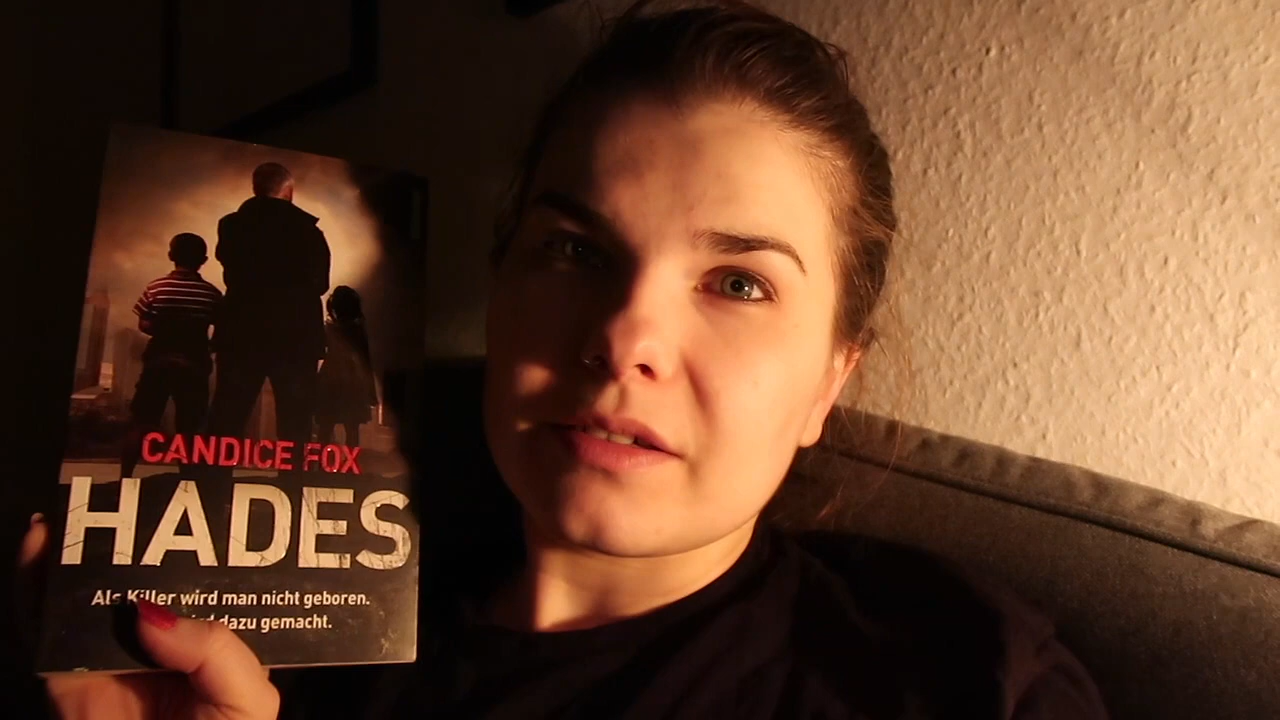 CANDICE FOX
HADES
Als Killer wird man nicht geboren.
dazu gemacht.